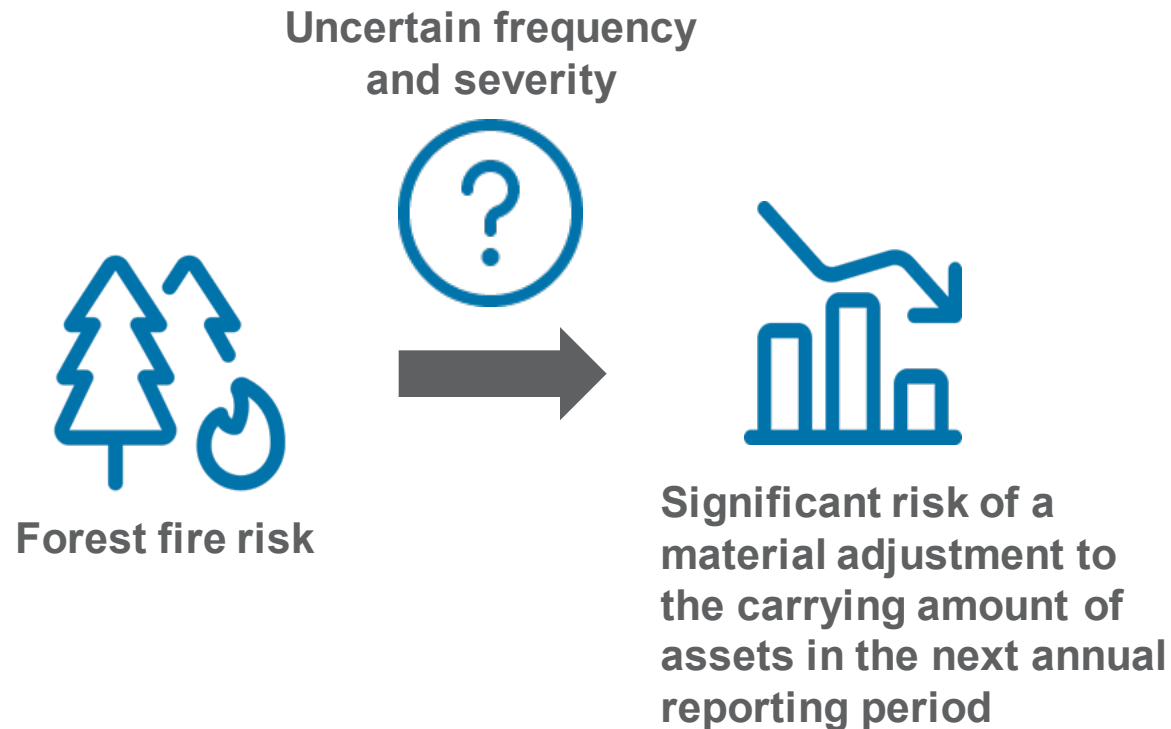 Uncertain frequency
and severity
?
Forest fire risk
Significant risk of a
material adjustment to
the carrying amount of
assets in the next annual
reporting period